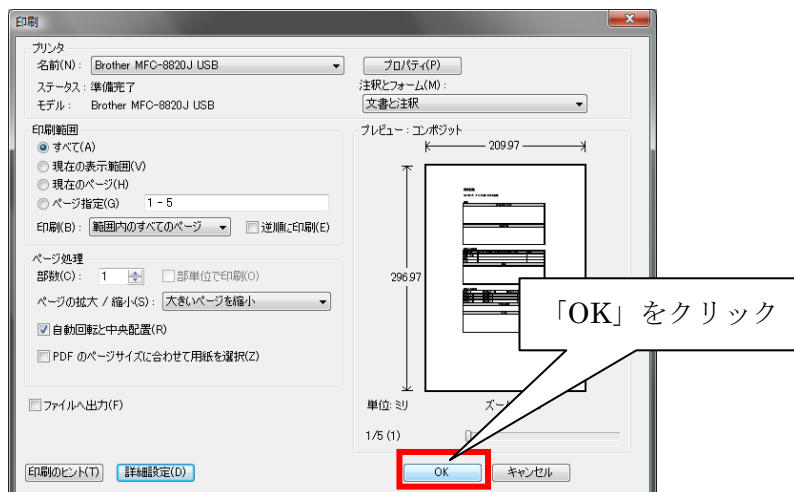 印刷
プリンタ
名前(N): Brother MFC-8820J USB
プロパティ(P)
ステータス: 準備完了
注釈とフォーム(M):
モデル: Brother MFC-8820J USB
文書と注釈
印刷範囲
すべて(A)
現在の表示範囲(V)
現在のページ(H)
ページ指定(G) 1 - 5
印刷(B): 範囲内のすべてのページ
逆順に印刷(E)
プレビュー: コンポジット
209.97
296.97
ページ処理
部数(C): 1
部単位で印刷(O)
ページの拡大 / 縮小(S): 大きいページを縮小
自動回転と中央配置(R)
PDF のページサイズに合わせて用紙を選択(Z)
「OK」をクリック
ファイルへ出力(F)
単位: ミリ
1/5 (1)
印刷のヒント(T)
詳細設定(D)
OK
キャンセル